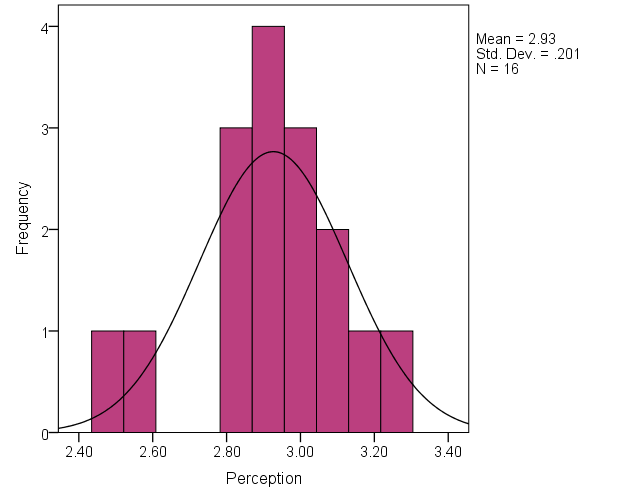 Mean = 2.93
Std. Dev. = .201
N = 16
Frequency
4
3
2
1
0
2.40 2.60 2.80 3.00 3.20 3.40
Perception